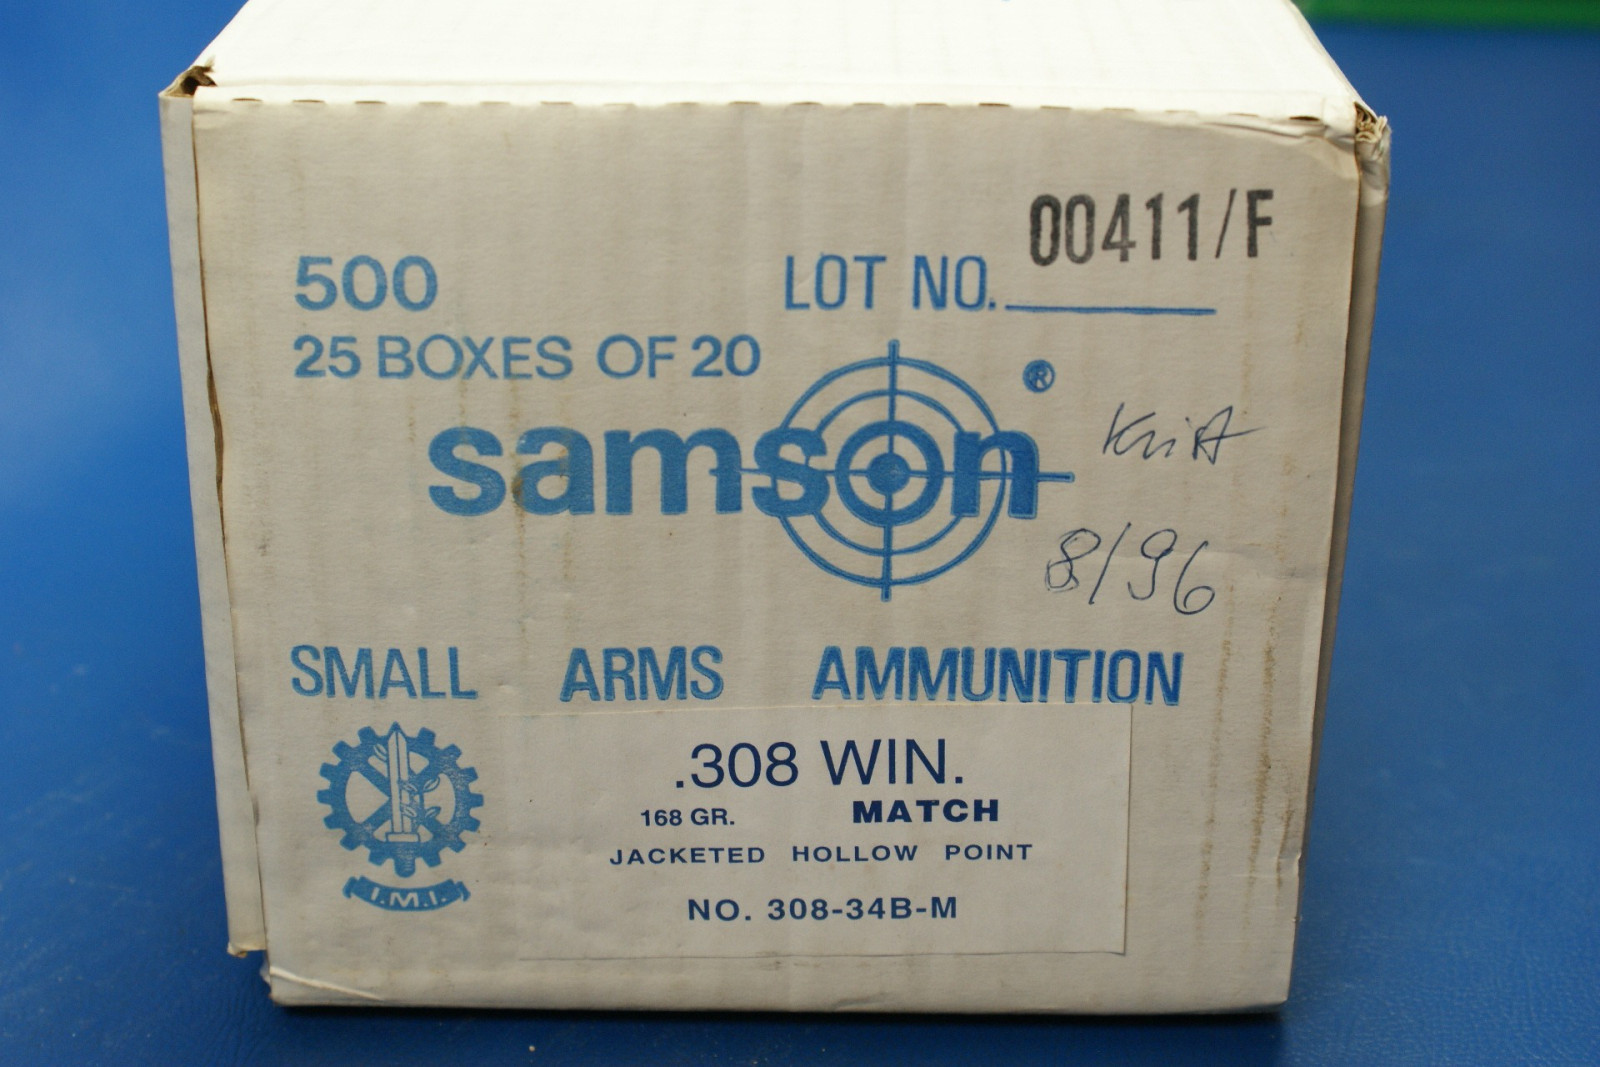 00411/F
500 LOT NO.
25 BOXES OF 20
samson ®
8/96
SMALL ARMS AMMUNITION
.308 WIN.
168 GR. MATCH
JACKETED HOLLOW POINT
NO. 308-34B-M
I.M.I.